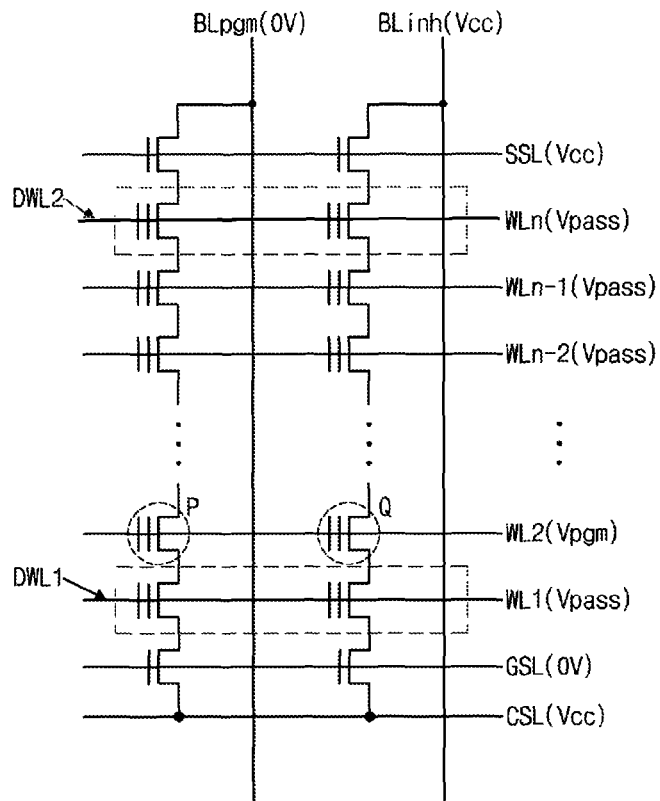 BLpgm(0V) BLinh(Vcc)
SSL(Vcc)
DWL2
WLn(Vpass)
WLn-1(Vpass)
WLn-2(Vpass)
P Q
WL2(Vpgm)
DWL1
WL1(Vpass)
GSL(0V)
CSL(Vcc)